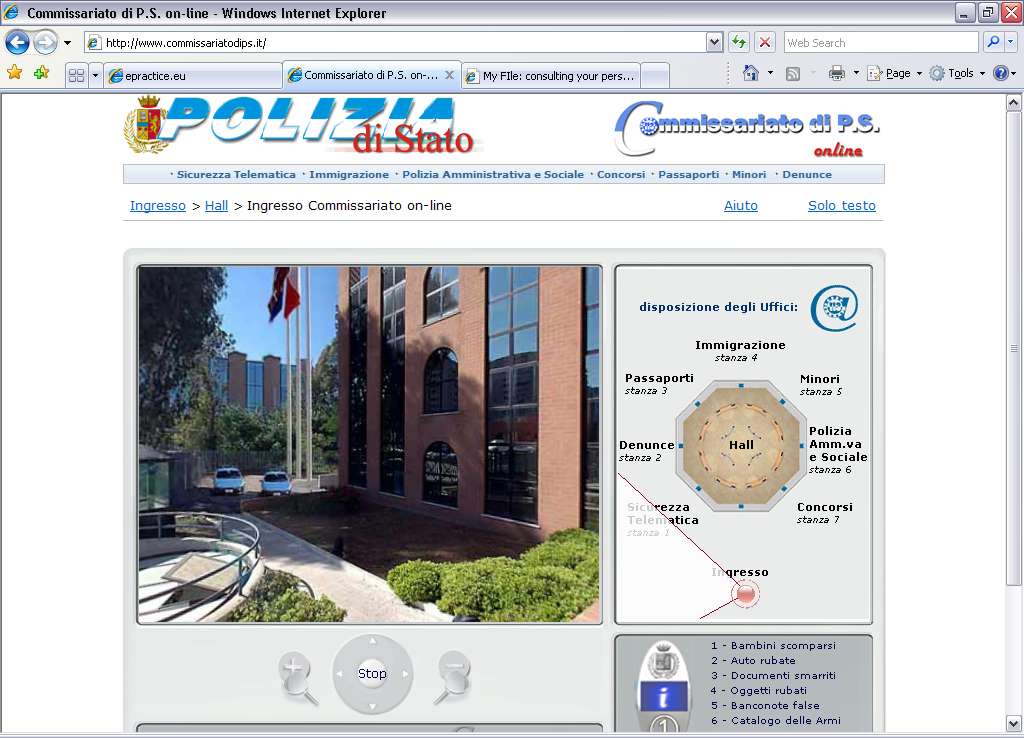 Commissariato di P.S. on-line - Windows Internet Explorer
http://www.commissariatodips.it/
Web Search
epractice.eu
Commissariato di P.S. on-...
My FIle: consulting your pers...
Page
Tools
POLIZIA
di Stato
Commissariato di P.S.
online
· Sicurezza Telematica · Immigrazione · Polizia Amministrativa e Sociale · Concorsi · Passaporti · Minori · Denunce
Ingresso > Hall > Ingresso Commissariato on-line
Aiuto
Solo testo
disposizione degli Uffici:
Immigrazione
stanza 4
Passaporti
stanza 3
Minori
stanza 5
Denunce
stanza 2
Hall
Polizia
Amm.va
e Sociale
stanza 6
Sicurezza
Telematica
stanza 1
Concorsi
stanza 7
Ingresso
Stop
i
1
1 - Bambini scomparsi
2 - Auto rubate
3 - Documenti smarriti
4 - Oggetti rubati
5 - Banconote false
6 - Catalogo delle Armi